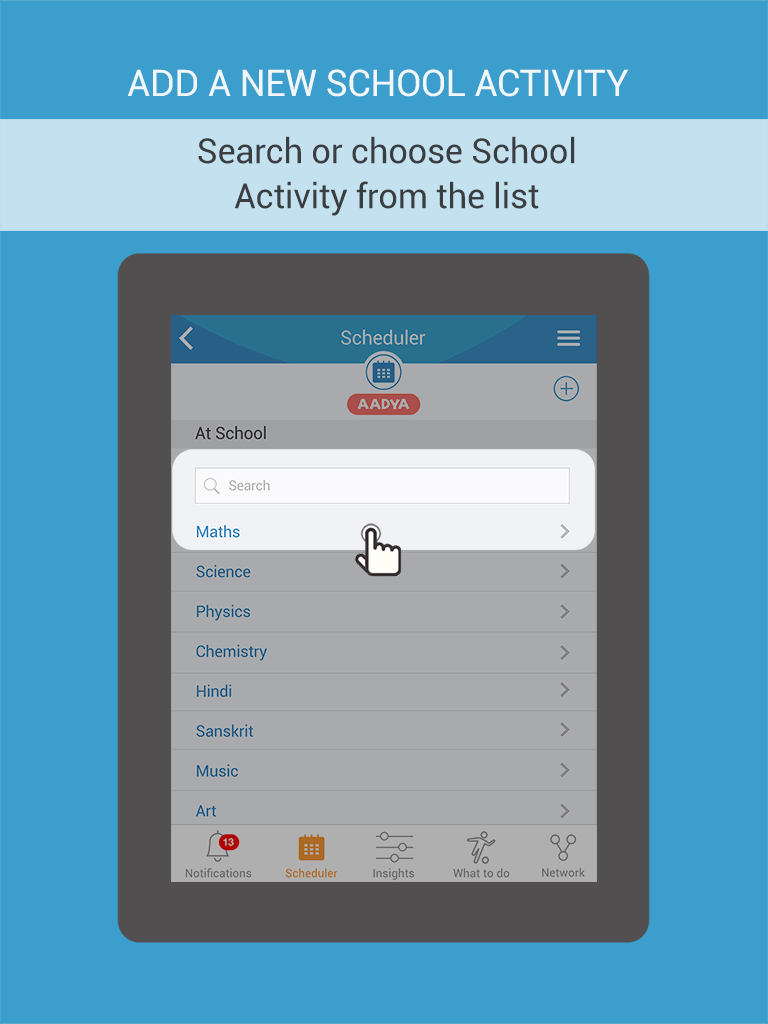 ADD A NEW SCHOOL ACTIVITY
Search or choose School
Activity from the list
Scheduler
AADYA
At School
Search
Maths
Science
Physics
Chemistry
Hindi
Sanskrit
Music
Art
13
Notifications
Scheduler
Insights
What to do
Network